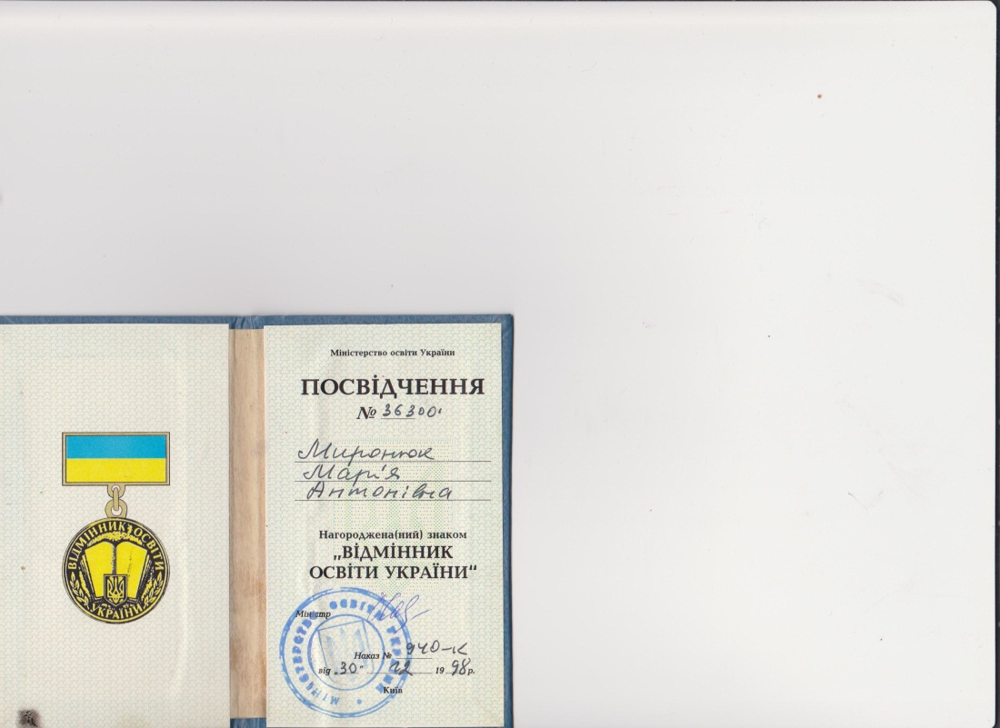 ВІДМІННИК ОСВІТИ
УКРАЇНИ
Міністерство освіти України
ПОСВІДЧЕННЯ
№ 36300
Миронюк
Марія
Антонівна
Нагороджена(ний) знаком
„ВІДМІННИК
ОСВІТИ УКРАЇНИ“
Міністр
МІНІСТЕРСТВО ОСВІТИ УКРАЇНИ
Наказ № 940-к
від „30“ 12 1998р.
Київ